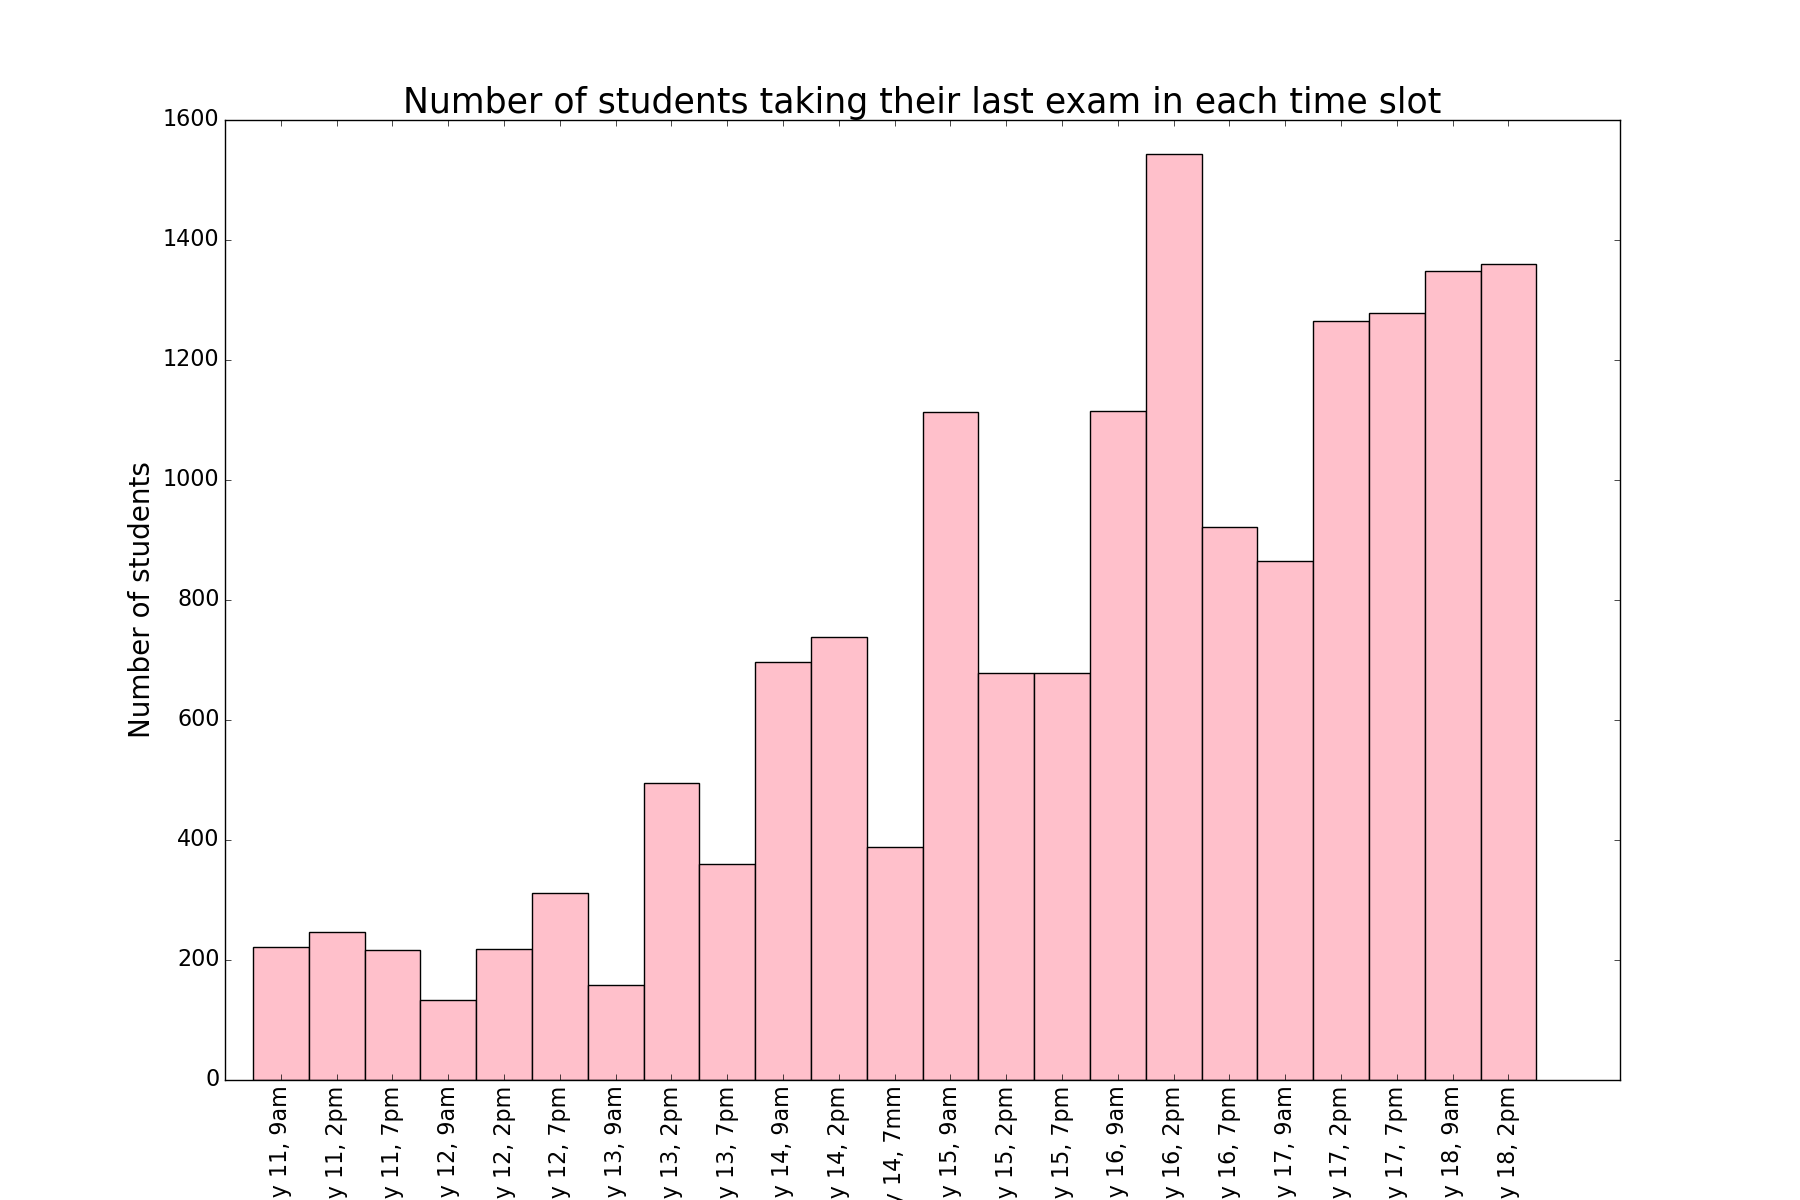 Number of students taking their last exam in each time slot
1600
1400
1200
1000
800
600
400
200
0
Number of students
y 11, 9am
y 11, 2pm
y 11, 7pm
y 12, 9am
y 12, 2pm
y 12, 7pm
y 13, 9am
y 13, 2pm
y 13, 7pm
y 14, 9am
y 14, 2pm
y 14, 7mm
y 15, 9am
y 15, 2pm
y 15, 7pm
y 16, 9am
y 16, 2pm
y 16, 7pm
y 17, 9am
y 17, 2pm
y 17, 7pm
y 18, 9am
y 18, 2pm